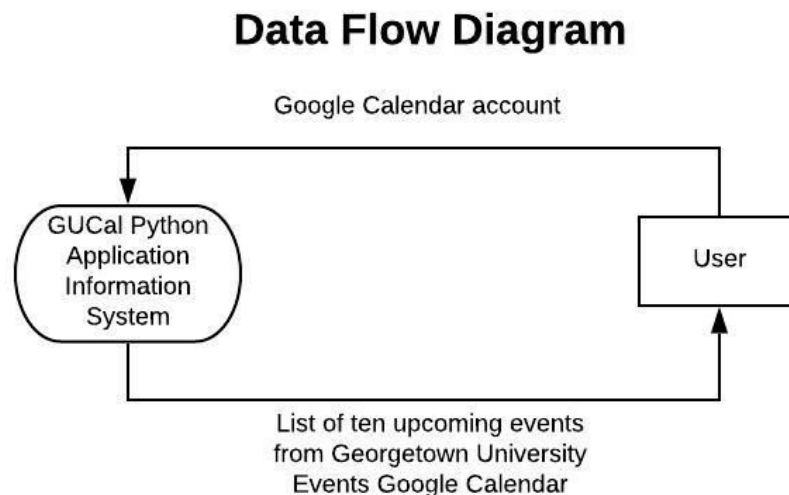 Data Flow Diagram
Google Calendar account
GUCal Python
Application
Information
System
User
List of ten upcoming events
from Georgetown University
Events Google Calendar